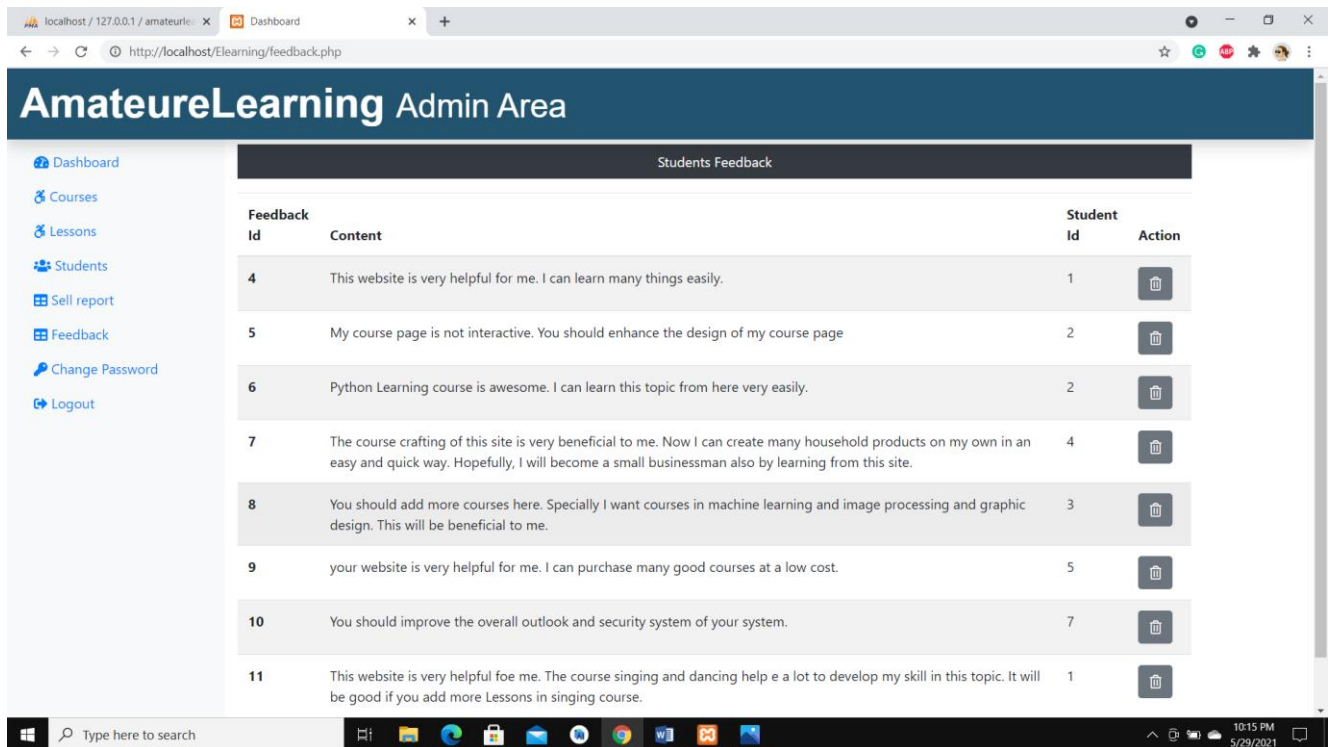 localhost / 127.0.0.1 / amateurle
Dashboard
http://localhost/Elearning/feedback.php
ABP
AmateureLearning Admin Area
Dashboard
Courses
Lessons
Students
Sell report
Feedback
Change Password
Logout
Students Feedback
Feedback Id Content Student Id Action
4 This website is very helpful for me. I can learn many things easily. 1
5 My course page is not interactive. You should enhance the design of my course page 2
6 Python Learning course is awesome. I can learn this topic from here very easily. 2
7 The course crafting of this site is very beneficial to me. Now I can create many household products on my own in an 4
easy and quick way. Hopefully, I will become a small businessman also by learning from this site.
8 You should add more courses here. Specially I want courses in machine learning and image processing and graphic 3
design. This will be beneficial to me.
9 your website is very helpful for me. I can purchase many good courses at a low cost. 5
10 You should improve the overall outlook and security system of your system. 7
11 This website is very helpful foe me. The course singing and dancing help e a lot to develop my skill in this topic. It will 1
be good if you add more Lessons in singing course.
Type here to search
10:15 PM
5/29/2021